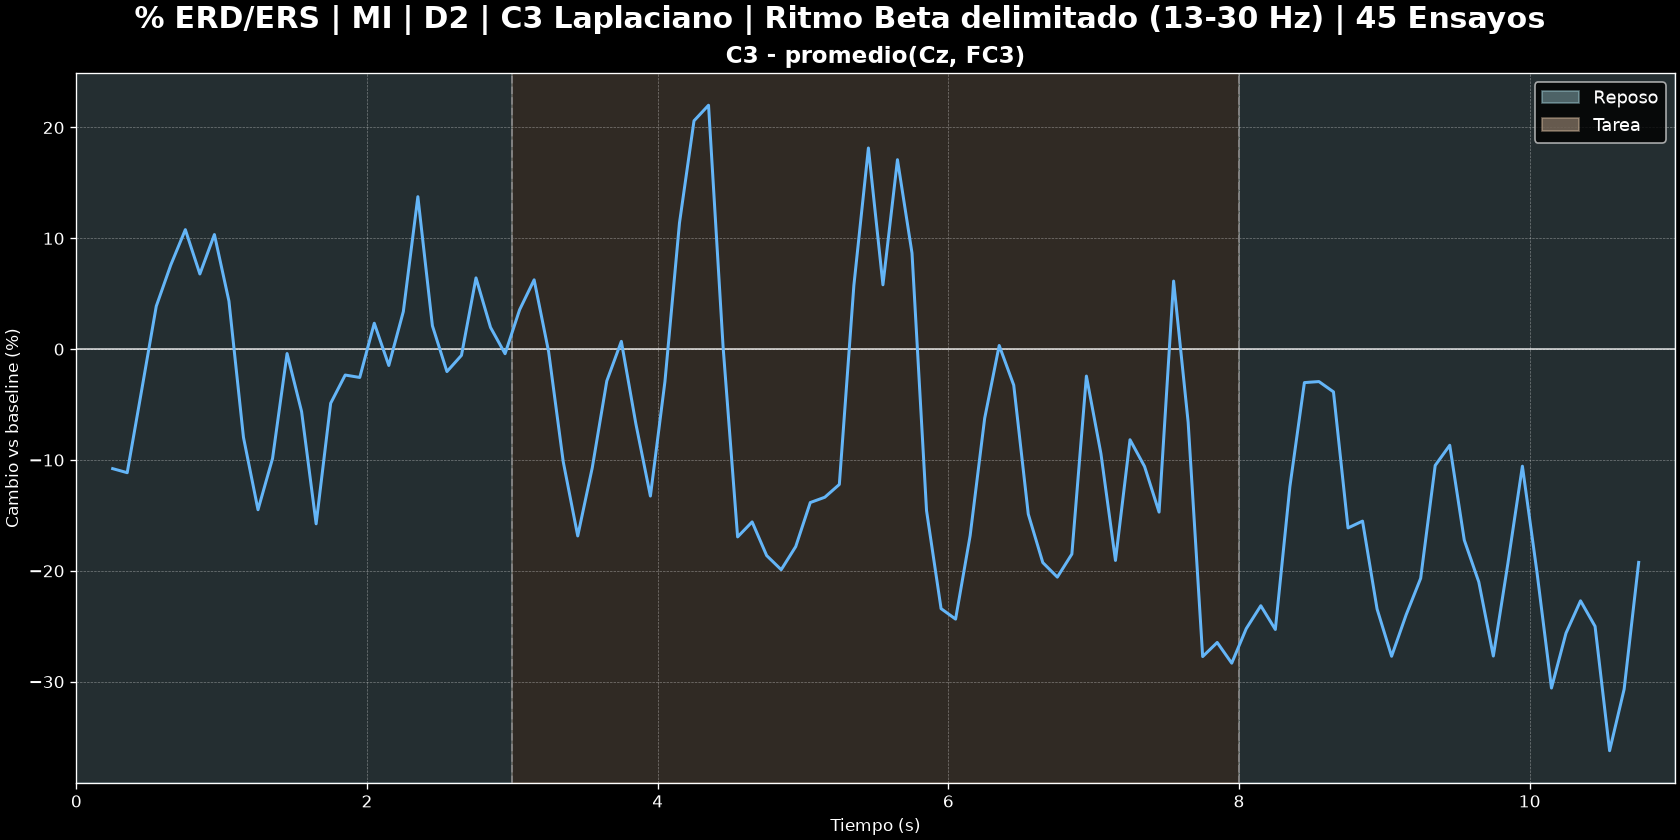 % ERD/ERS | MI | D2 | C3 Laplaciano | Ritmo Beta delimitado (13-30 Hz) | 45 Ensayos
C3 - promedio(Cz, FC3)
Reposo
Tarea
Cambio vs baseline (%)
20
10
0
−10
−20
−30
0
2
4
6
8
10
Tiempo (s)